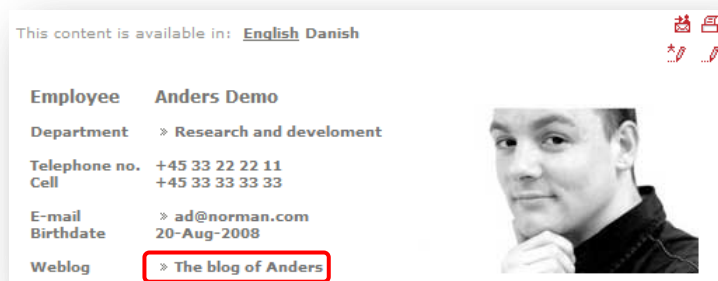 This content is available in: English Danish
Employee Anders Demo
Department » Research and develoment
Telephone no. +45 33 22 22 11
Cell +45 33 33 33 33
E-mail » ad@norman.com
Birthdate 20-Aug-2008
Weblog » The blog of Anders